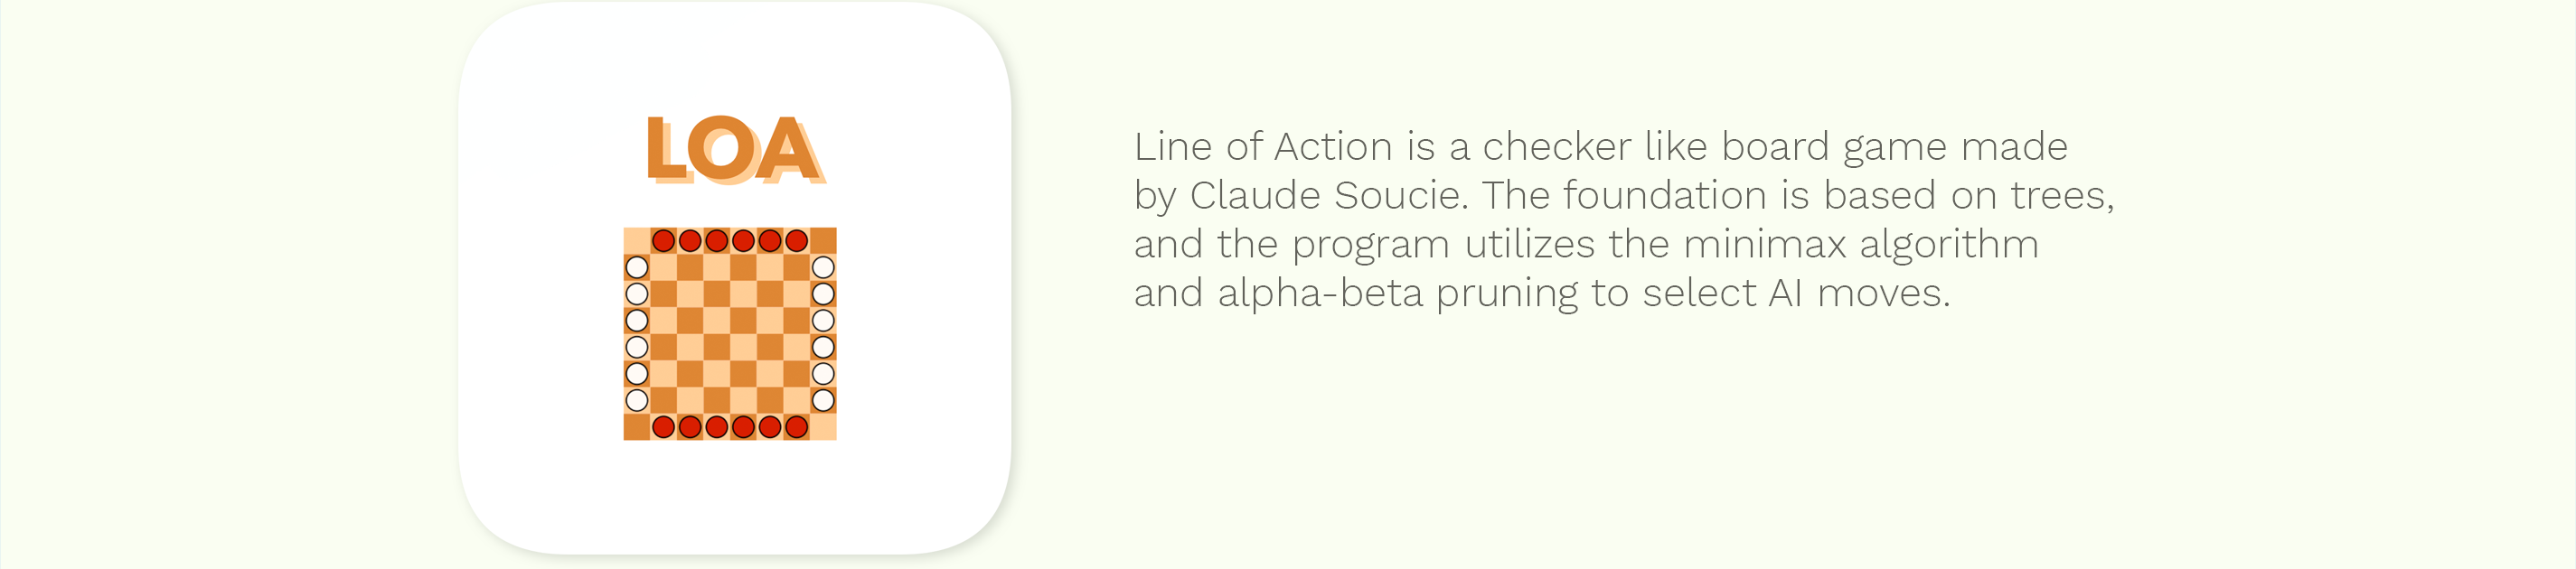 LOA
Line of Action is a checker like board game made
by Claude Soucie. The foundation is based on trees,
and the program utilizes the minimax algorithm
and alpha-beta pruning to select AI moves.